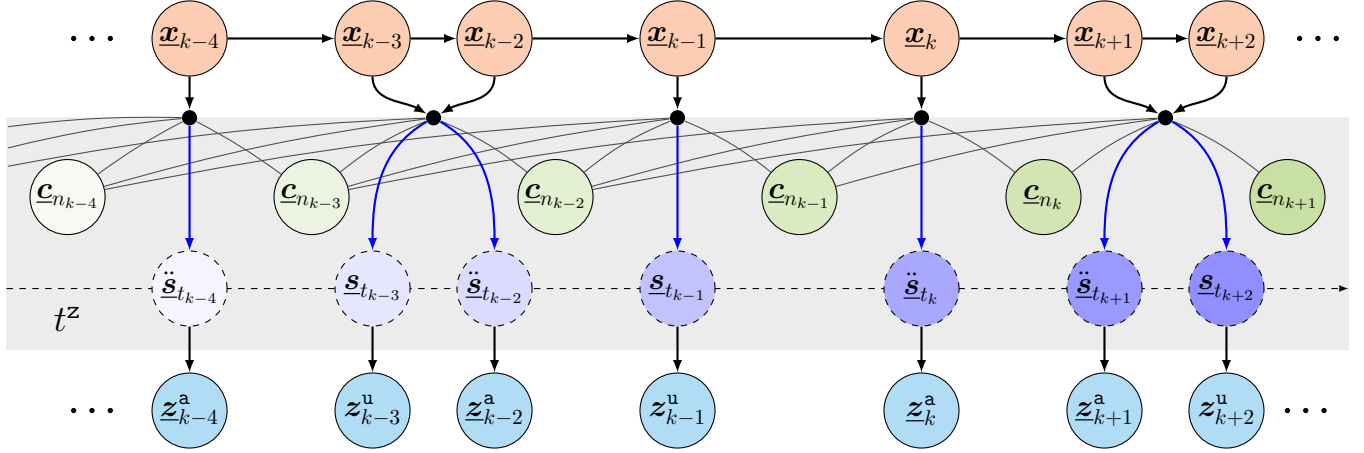 ⋯ x_{k−4} x_{k−3} x_{k−2} x_{k−1} x_k x_{k+1} x_{k+2} ⋯
c_{n_{k−4}} c_{n_{k−3}} c_{n_{k−2}} c_{n_{k−1}} c_{n_k} c_{n_{k+1}}
s̈_{t_{k−4}} s_{t_{k−3}} s̈_{t_{k−2}} s_{t_{k−1}} s̈_{t_k} s̈_{t_{k+1}} s_{t_{k+2}}
t^z
⋯ z^a_{k−4} z^u_{k−3} z^a_{k−2} z^u_{k−1} z^a_k z^a_{k+1} z^u_{k+2} ⋯